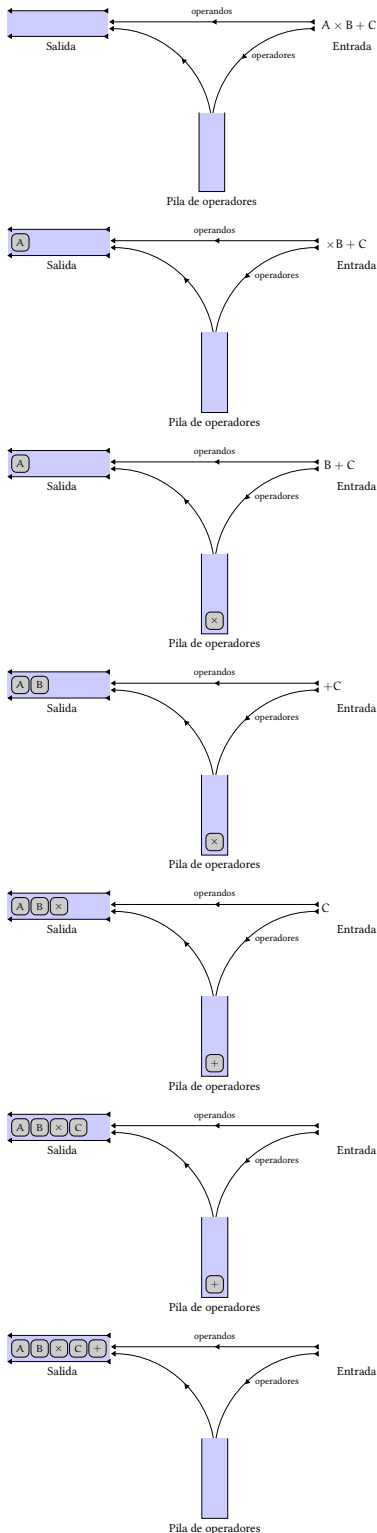 operandos
A × B + C
Salida
Entrada
operadores
Pila de operadores
operandos
A
×B + C
Salida
Entrada
operadores
Pila de operadores
operandos
A
B + C
Salida
Entrada
operadores
×
Pila de operadores
operandos
A B
+C
Salida
Entrada
operadores
×
Pila de operadores
operandos
A B ×
C
Salida
Entrada
operadores
+
Pila de operadores
operandos
A B × C
Salida
Entrada
operadores
+
Pila de operadores
operandos
A B × C +
Salida
Entrada
operadores
Pila de operadores